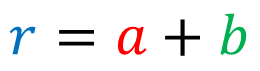 r = a + b